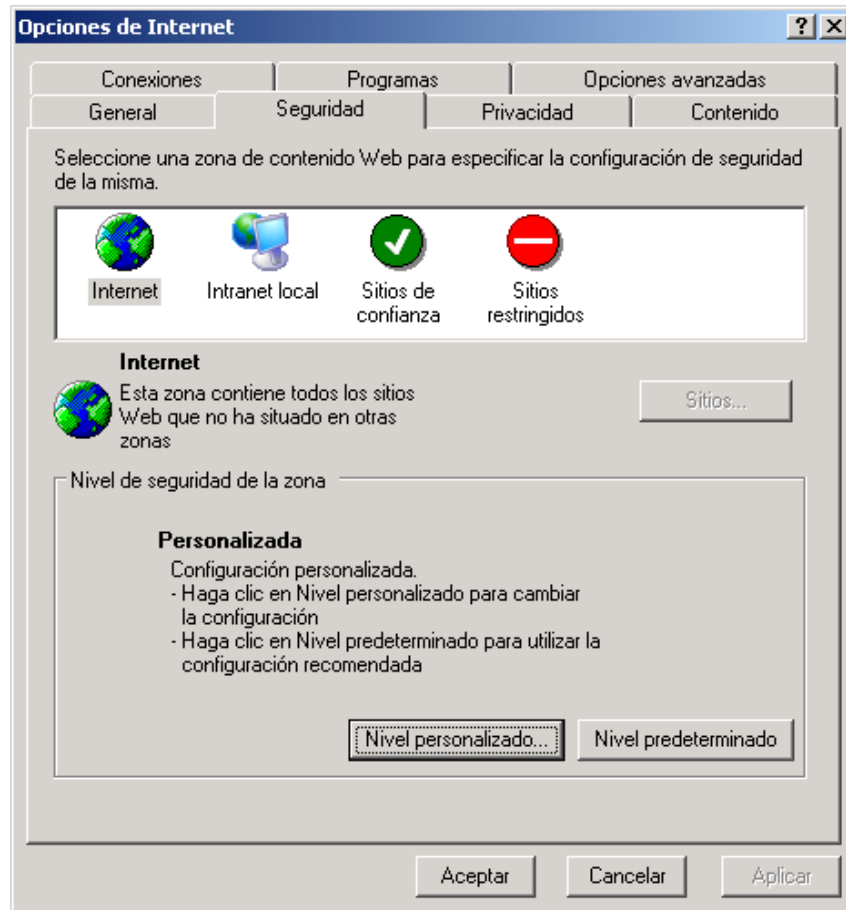 Opciones de Internet
Conexiones
Programas
Opciones avanzadas
General
Seguridad
Privacidad
Contenido
Seleccione una zona de contenido Web para especificar la configuración de seguridad
de la misma.
Internet
Intranet local
Sitios de
confianza
Sitios
restringidos
Internet
Esta zona contiene todos los sitios
Web que no ha situado en otras
zonas
Sitios...
Nivel de seguridad de la zona
Personalizada
Configuración personalizada.
- Haga clic en Nivel personalizado para cambiar
la configuración
- Haga clic en Nivel predeterminado para utilizar la
configuración recomendada
Nivel personalizado...
Nivel predeterminado
Aceptar
Cancelar
Aplicar